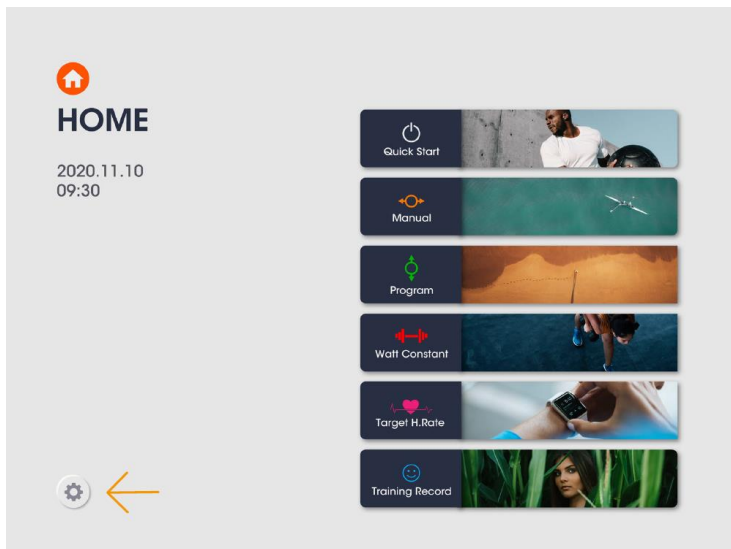 HOME
2020.11.10
09:30
Quick Start
Manual
Program
Watt Constant
Target H.Rate
Training Record